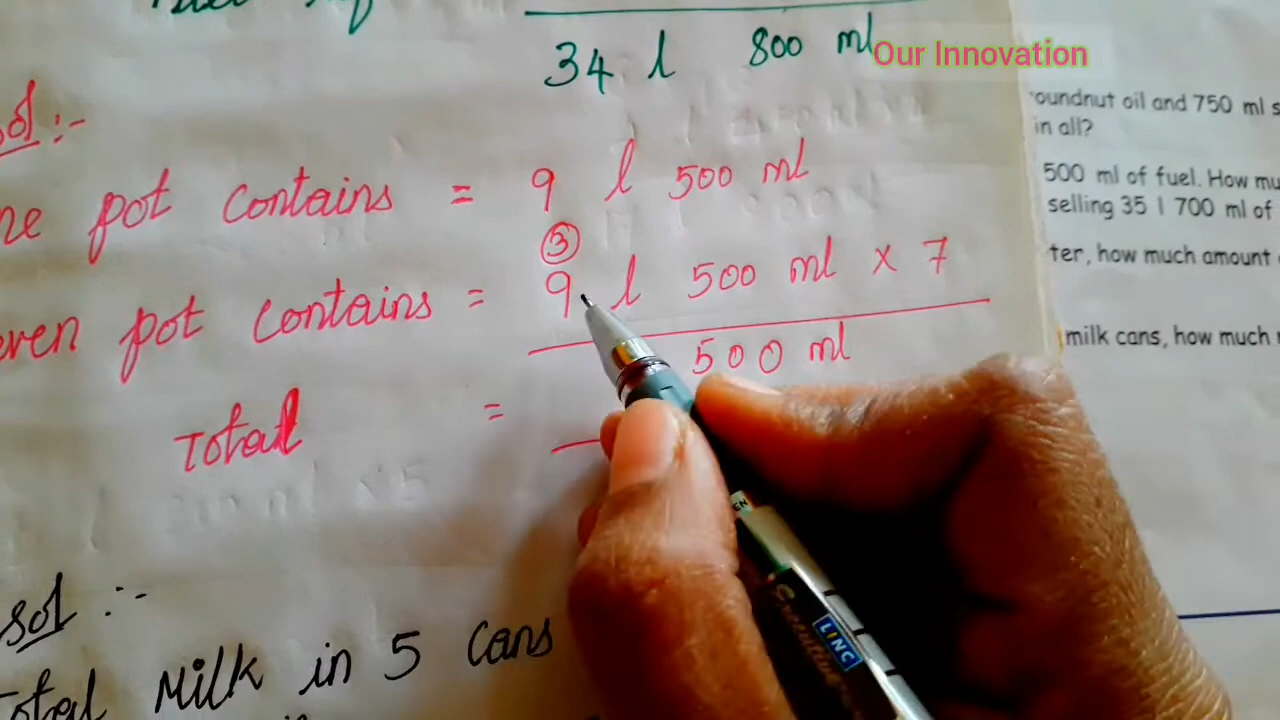 34 l 800 ml
Our Innovation
oundnut oil and 750 ml s
in all?
500 ml of fuel. How mu
selling 35 l 700 ml of
ter, how much amount
milk cans, how much
sol :-
ne pot contains = 9 l 500 ml
3
even pot contains = 9 l 500 ml x 7
500 ml
Total =
sol :-
Total Milk in 5 cans
LINC